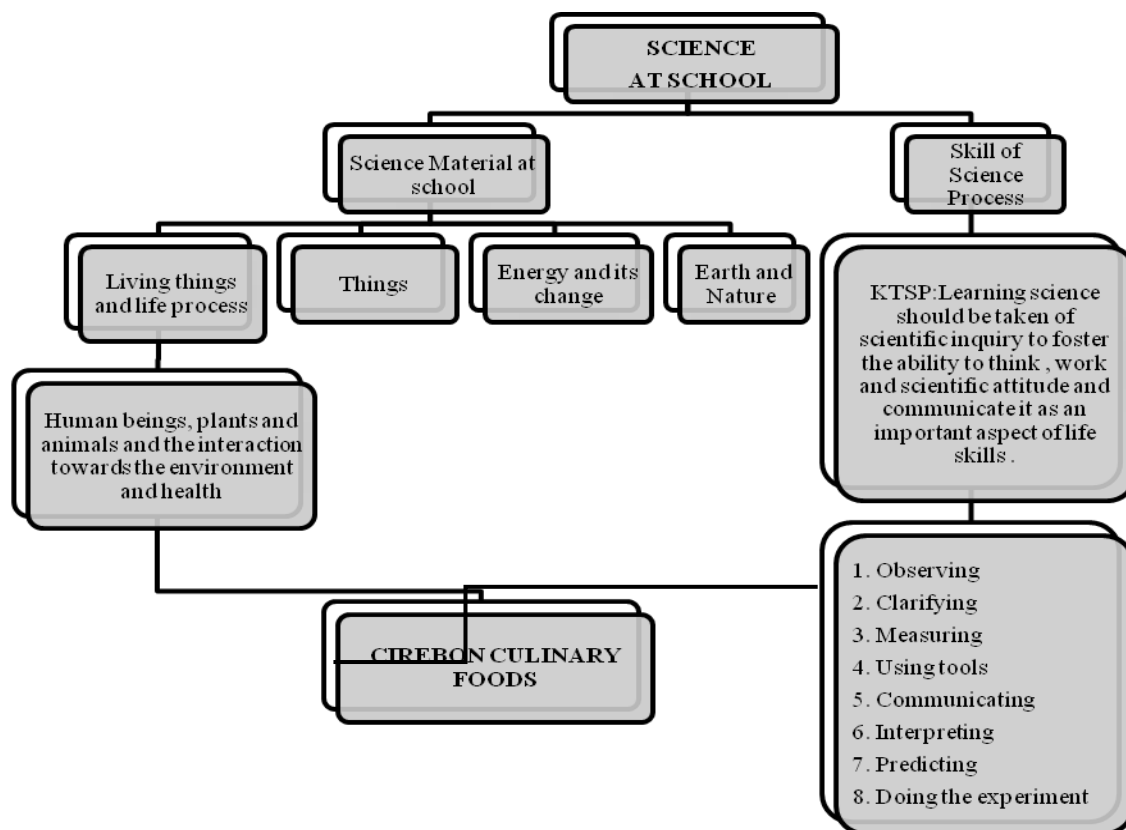 SCIENCE
AT SCHOOL
Science Material at
school
Skill of
Science
Process
Living things
and life process
Things
Energy and its
change
Earth and
Nature
KTSP:Learning science
should be taken of
scientific inquiry to foster
the ability to think , work
and scientific attitude and
communicate it as an
important aspect of life
skills .
Human beings, plants and
animals and the interaction
towards the environment
and health
1. Observing
2. Clarifying
3. Measuring
4. Using tools
5. Communicating
6. Interpreting
7. Predicting
8. Doing the experiment
CIREBON CULINARY
FOODS